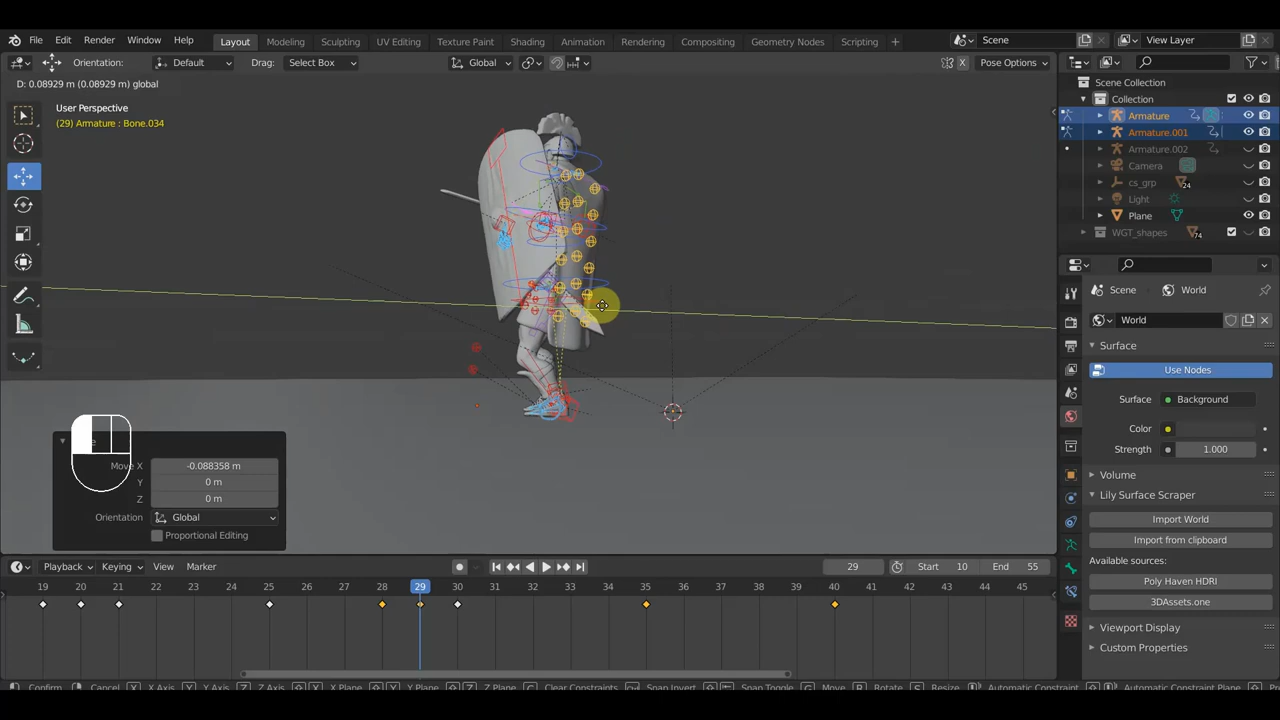 File Edit Render Window Help Layout Modeling Sculpting UV Editing Texture Paint Shading Animation Rendering Compositing Geometry Nodes Scripting + Scene View Layer
Orientation: Default Drag: Select Box Global X Pose Options
D: 0.08929 m (0.08929 m) global
User Perspective
(29) Armature : Bone.034
Move X -0.088358 m
Y 0 m
Z 0 m
Orientation Global
Proportional Editing
Scene Collection
Collection
Armature
Armature.001
Armature.002
Camera
cs_grp 24
Light
Plane
WGT_shapes 74
Scene World
World
Surface
Use Nodes
Surface Background
Color
Strength 1.000
Volume
Lily Surface Scraper
Import World
Import from clipboard
Available sources:
Poly Haven HDRI
3DAssets.one
Viewport Display
Custom Properties
Playback Keying View Marker 29 Start 10 End 55
19 20 21 25 27 28 29 30 32 33 34 35 36 37 38 39 40 41 42 43 44 45
Confirm Cancel X Axis Y Axis Z Axis X Plane Y Plane Z Plane Clear Constraints Snap Invert Snap Toggle Move Rotate Resize Automatic Constraint Automatic Constraint Plane